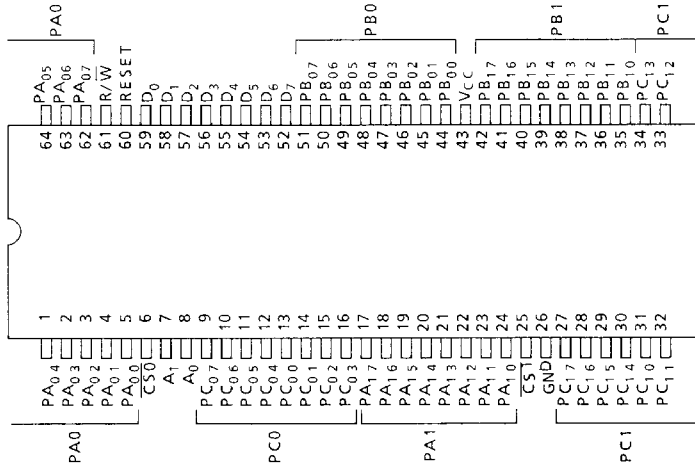 PA0
PB0
PB1
PC1
PA₀₅
PA₀₆
PA₀₇
R/W̅
RESET
D₀
D₁
D₂
D₃
D₄
D₅
D₆
D₇
PB₀₇
PB₀₆
PB₀₅
PB₀₄
PB₀₃
PB₀₂
PB₀₁
PB₀₀
VCC
PB₁₇
PB₁₆
PB₁₅
PB₁₄
PB₁₃
PB₁₂
PB₁₁
PB₁₀
PC₁₃
PC₁₂
64
63
62
61
60
59
58
57
56
55
54
53
52
51
50
49
48
47
46
45
44
43
42
41
40
39
38
37
36
35
34
33
1
2
3
4
5
6
7
8
9
10
11
12
13
14
15
16
17
18
19
20
21
22
23
24
25
26
27
28
29
30
31
32
PA₀₄
PA₀₃
PA₀₂
PA₀₁
PA₀₀
C̅S̅0̅
A₁
A₀
PC₀₇
PC₀₆
PC₀₅
PC₀₄
PC₀₀
PC₀₁
PC₀₂
PC₀₃
PA₁₇
PA₁₆
PA₁₅
PA₁₄
PA₁₃
PA₁₂
PA₁₁
PA₁₀
C̅S̅1̅
GND
PC₁₇
PC₁₆
PC₁₅
PC₁₄
PC₁₀
PC₁₁
PA0
PC0
PA1
PC1